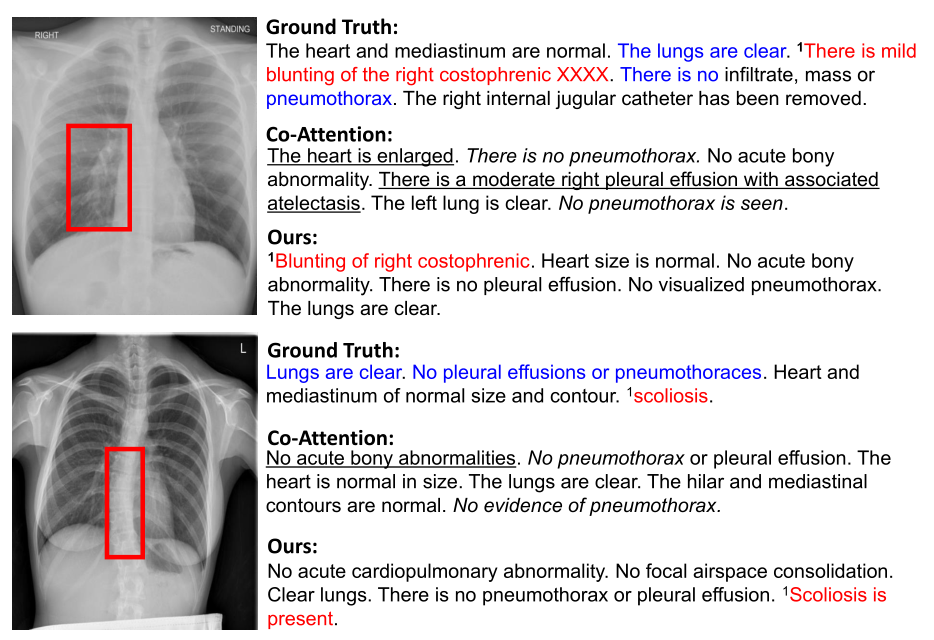 RIGHT
STANDING
Ground Truth:
The heart and mediastinum are normal. The lungs are clear. ¹There is mild
blunting of the right costophrenic XXXX. There is no infiltrate, mass or
pneumothorax. The right internal jugular catheter has been removed.
Co-Attention:
The heart is enlarged. There is no pneumothorax. No acute bony
abnormality. There is a moderate right pleural effusion with associated
atelectasis. The left lung is clear. No pneumothorax is seen.
Ours:
¹Blunting of right costophrenic. Heart size is normal. No acute bony
abnormality. There is no pleural effusion. No visualized pneumothorax.
The lungs are clear.
L
Ground Truth:
Lungs are clear. No pleural effusions or pneumothoraces. Heart and
mediastinum of normal size and contour. ¹scoliosis.
Co-Attention:
No acute bony abnormalities. No pneumothorax or pleural effusion. The
heart is normal in size. The lungs are clear. The hilar and mediastinal
contours are normal. No evidence of pneumothorax.
Ours:
No acute cardiopulmonary abnormality. No focal airspace consolidation.
Clear lungs. There is no pneumothorax or pleural effusion. ¹Scoliosis is
present.